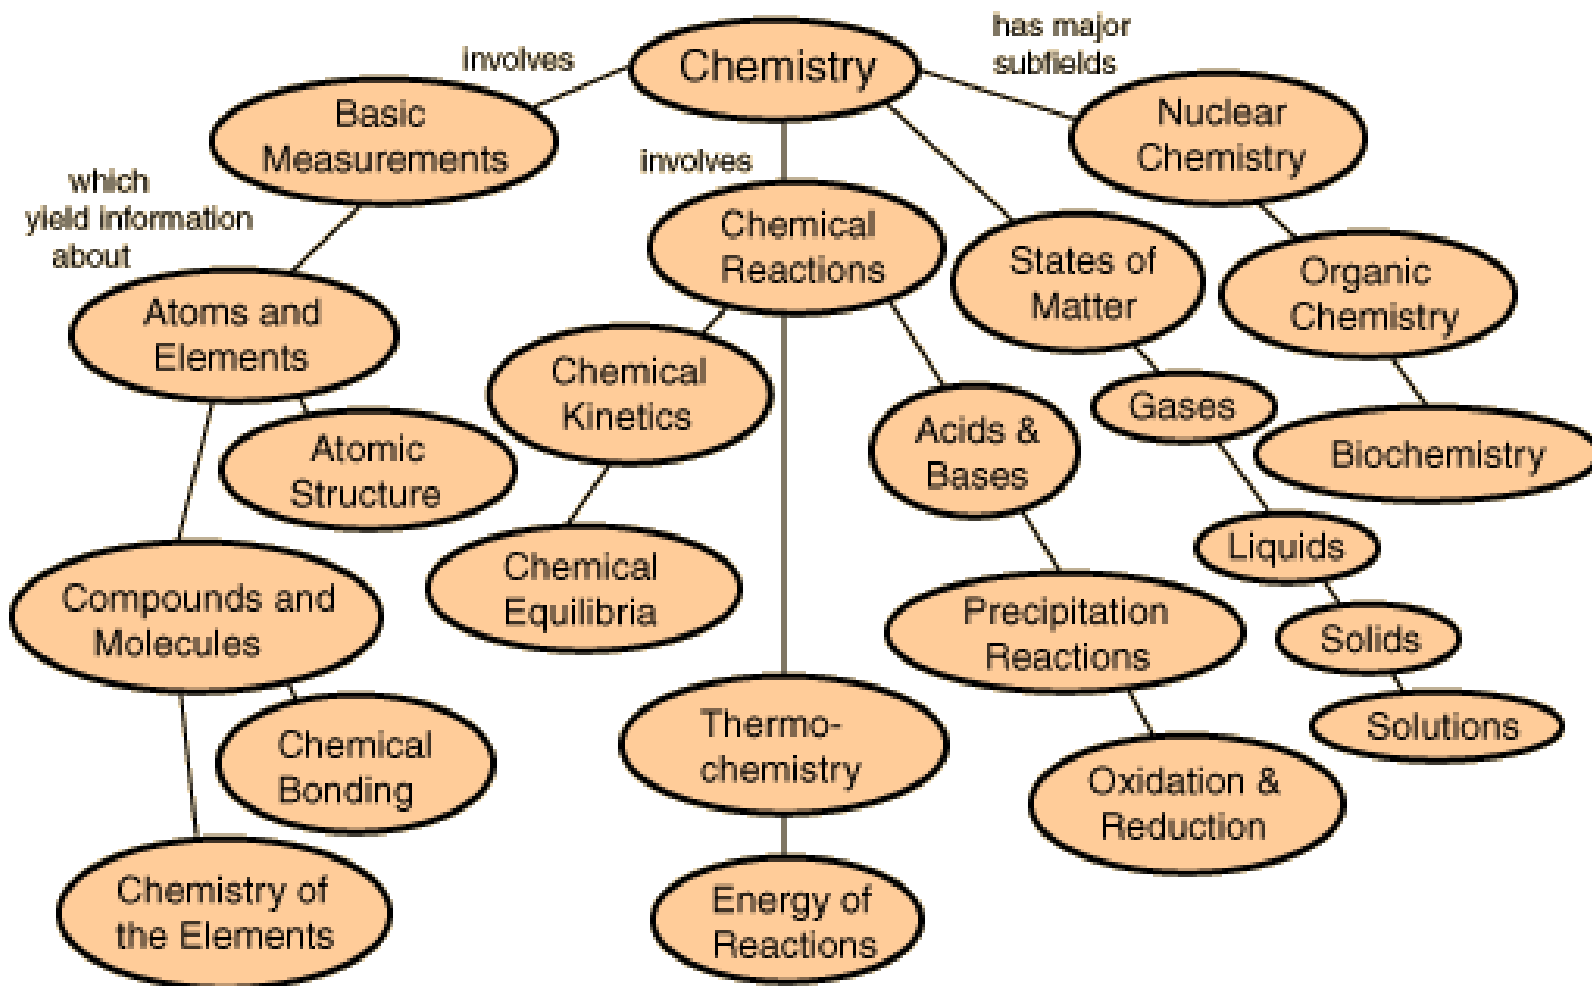 Chemistry
involves
has major
subfields
Basic
Measurements
Nuclear
Chemistry
involves
which
yield information
about
Chemical
Reactions
States of
Matter
Organic
Chemistry
Atoms and
Elements
Chemical
Kinetics
Gases
Acids &
Bases
Biochemistry
Atomic
Structure
Liquids
Chemical
Equilibria
Compounds and
Molecules
Precipitation
Reactions
Solids
Solutions
Thermo-
chemistry
Chemical
Bonding
Oxidation &
Reduction
Chemistry of
the Elements
Energy of
Reactions